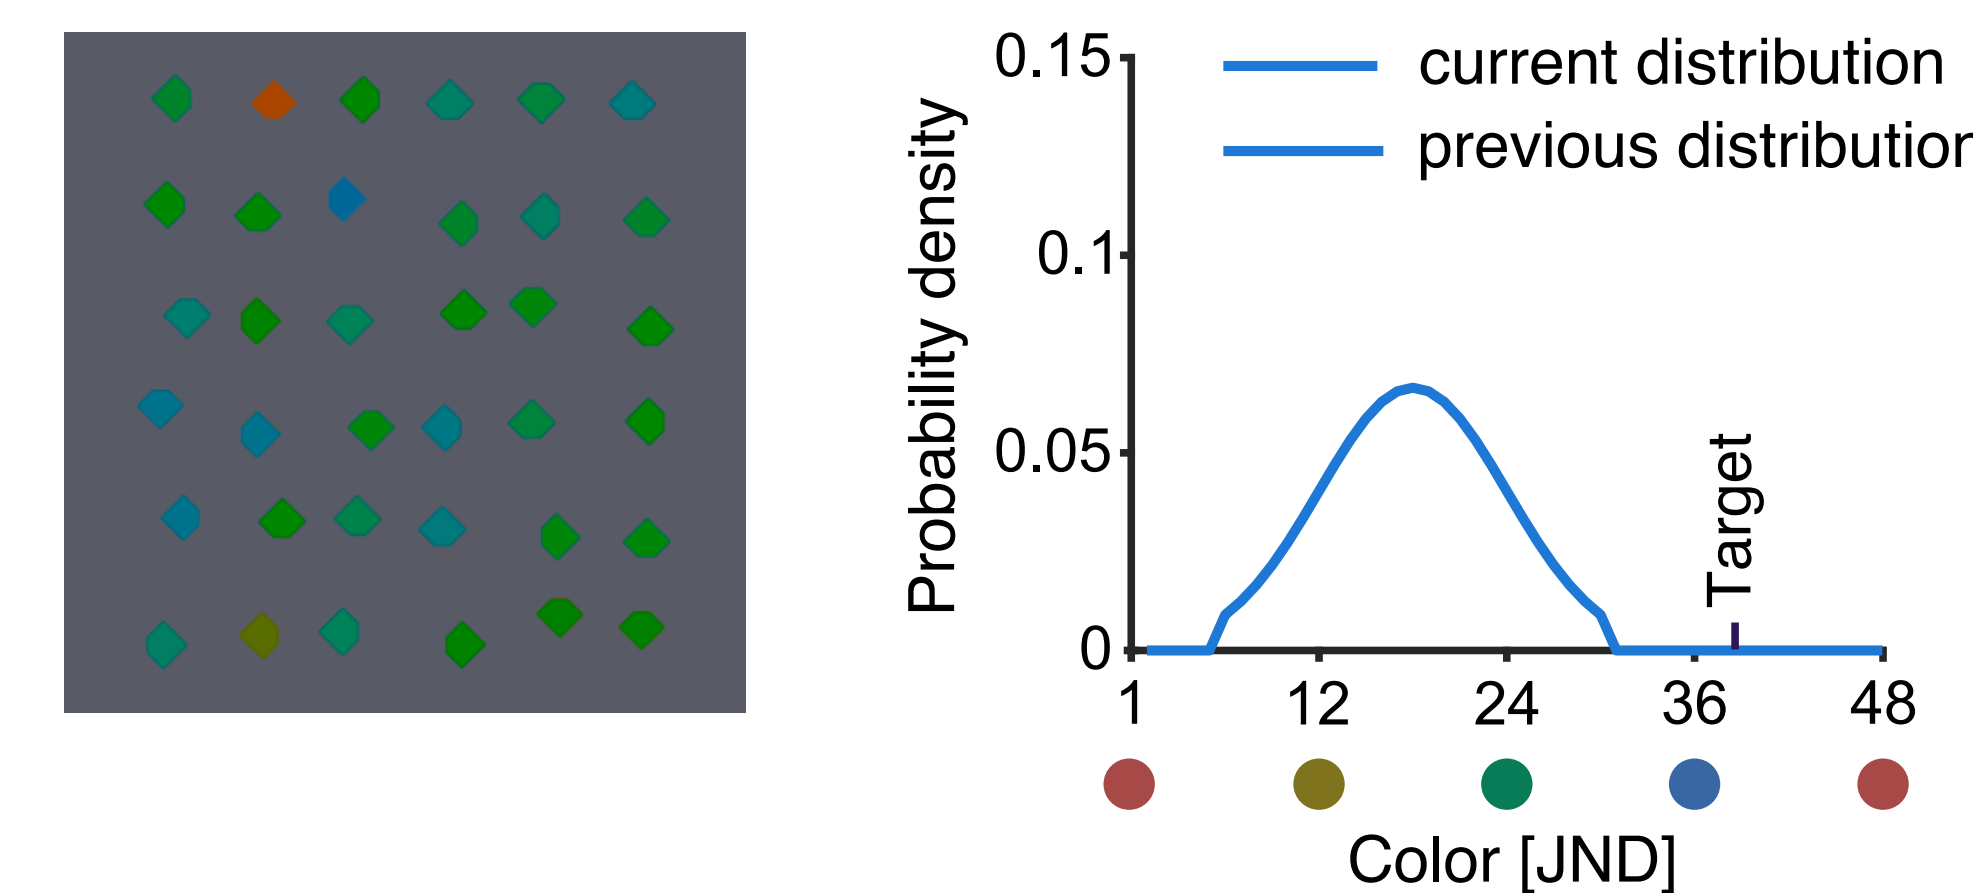 0.15
current distribution
previous distribution
Probability density
0.1
0.05
Target
0
1 12 24 36 48
Color [JND]